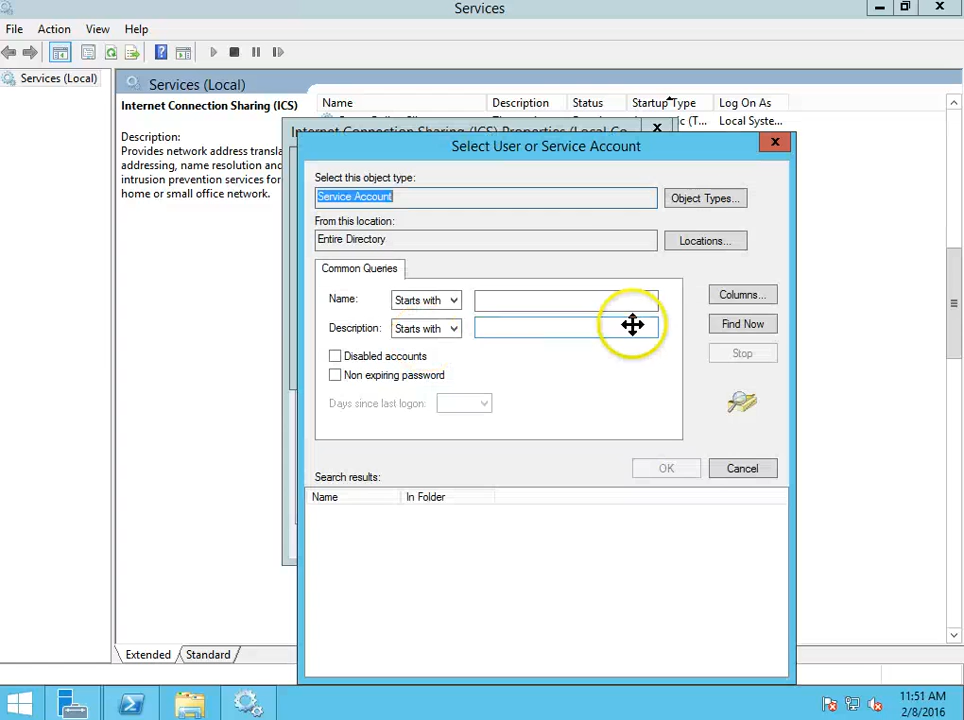 Services
File Action View Help
Services (Local)
Services (Local)
Internet Connection Sharing (ICS)
Description:
Provides network address transla
addressing, name resolution and
intrusion prevention services for
home or small office network.
Name Description Status Startup Type Log On As
c (T... Local Syste...
Internet Connection Sharing (ICS) Properties (Local Co
Select User or Service Account
Select this object type:
Service Account
Object Types...
From this location:
Entire Directory
Locations...
Common Queries
Name: Starts with
Columns...
Description: Starts with
Find Now
Disabled accounts
Stop
Non expiring password
Days since last logon:
OK Cancel
Search results:
Name In Folder
Extended Standard
11:51 AM
2/8/2016